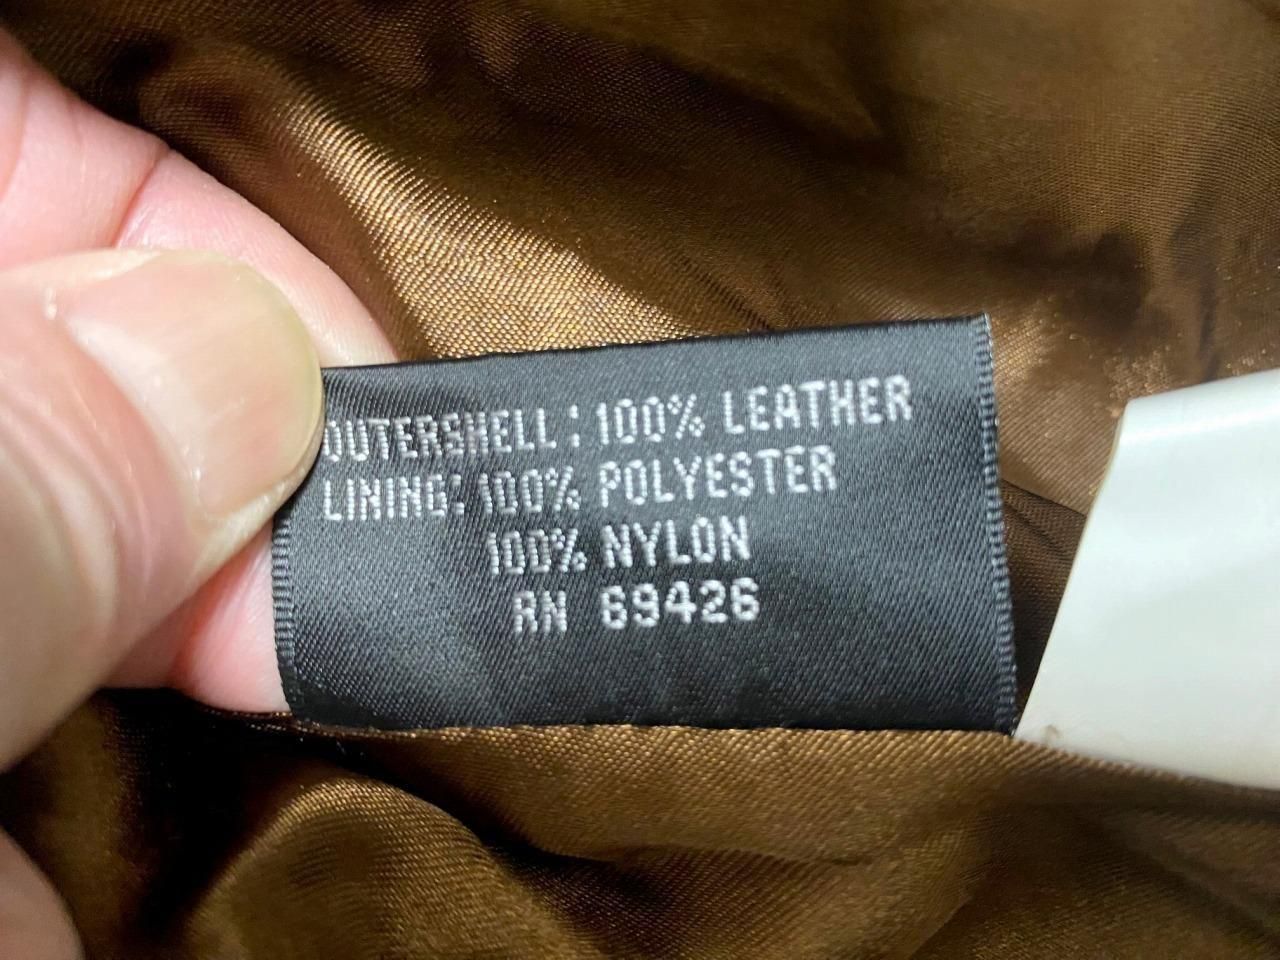 OUTERSHELL: 100% LEATHER
LINING: 100% POLYESTER
100% NYLON
RN 69426